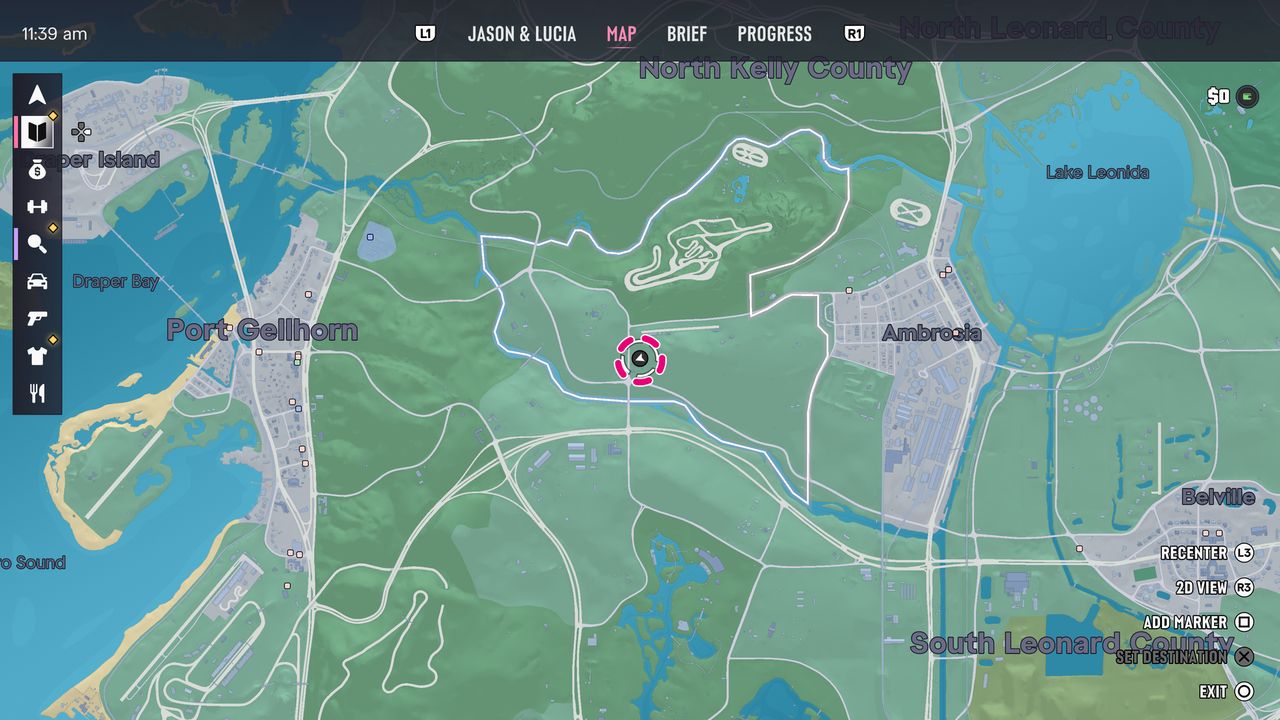 11:39 am
L1 JASON & LUCIA MAP BRIEF PROGRESS R1
North Leonard County
North Kelly County
$0
aper Island
Lake Leonida
Draper Bay
Port Gellhorn
Ambrosia
Belville
o Sound
RECENTER L3
2D VIEW R3
ADD MARKER
South Leonard County
SET DESTINATION
EXIT